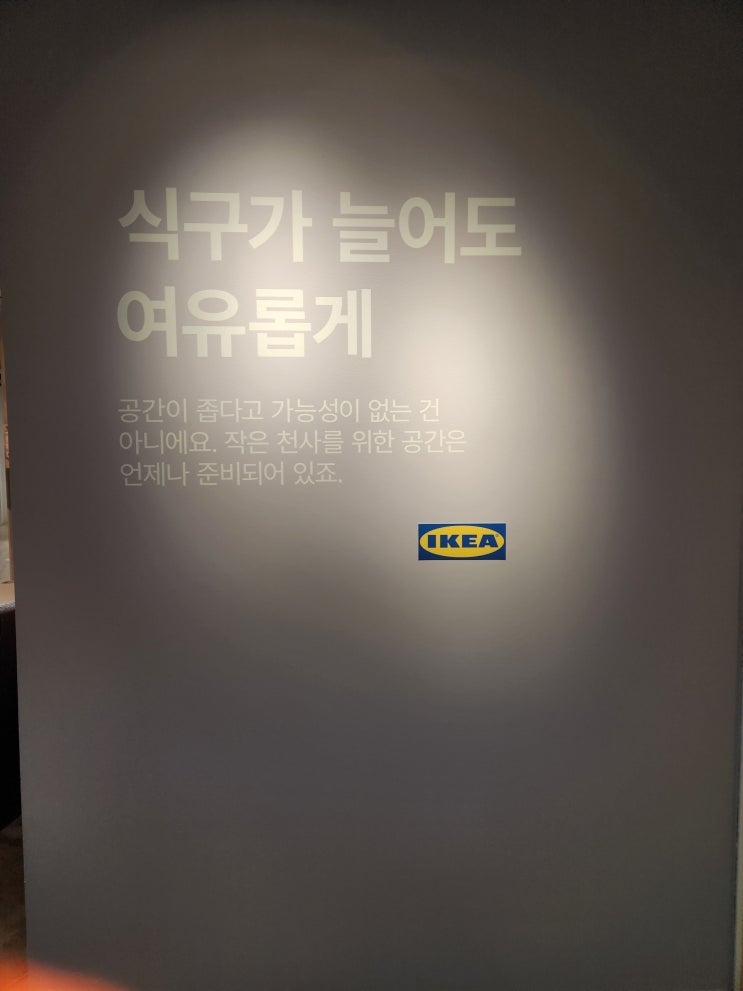 식구가 늘어도
여유롭게
공간이 좁다고 가능성이 없는 건
아니에요. 작은 천사를 위한 공간은
언제나 준비되어 있죠.
IKEA